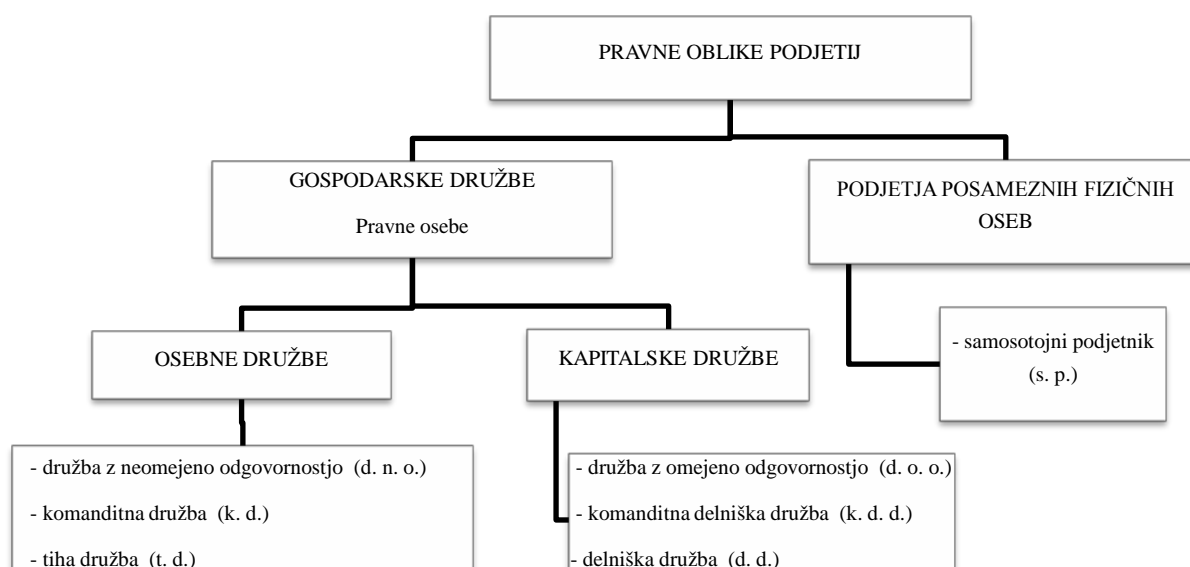 PRAVNE OBLIKE PODJETIJ
GOSPODARSKE DRUŽBE
Pravne osebe
PODJETJA POSAMEZNIH FIZIČNIH
OSEB
OSEBNE DRUŽBE
KAPITALSKE DRUŽBE
- samosotojni podjetnik
(s. p.)
- družba z neomejeno odgovornostjo (d. n. o.)
- komanditna družba (k. d.)
- tiha družba (t. d.)
- družba z omejeno odgovornostjo (d. o. o.)
- komanditna delniška družba (k. d. d.)
- delniška družba (d. d.)